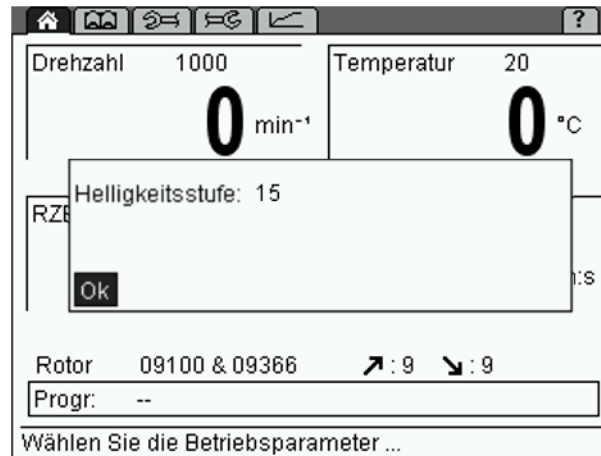 ?
Drehzahl 1000
0 min⁻¹
Temperatur 20
0 °C
Helligkeitsstufe: 15
Ok
Rotor 09100 & 09366 ↗: 9 ↘: 9
Progr: --
Wählen Sie die Betriebsparameter ...